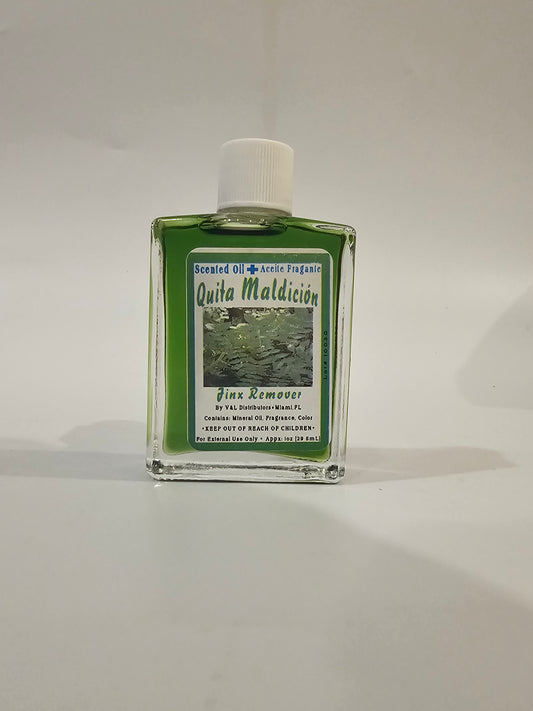 Scented Oil ✚ Aceite Fragante
Quita Maldición
Jinx Remover
By V&L Distributors•Miami,FL
Contains: Mineral Oil, Fragrance, Color
•KEEP OUT OF REACH OF CHILDREN•
For External Use Only • Appx: 1oz [29.5mL]